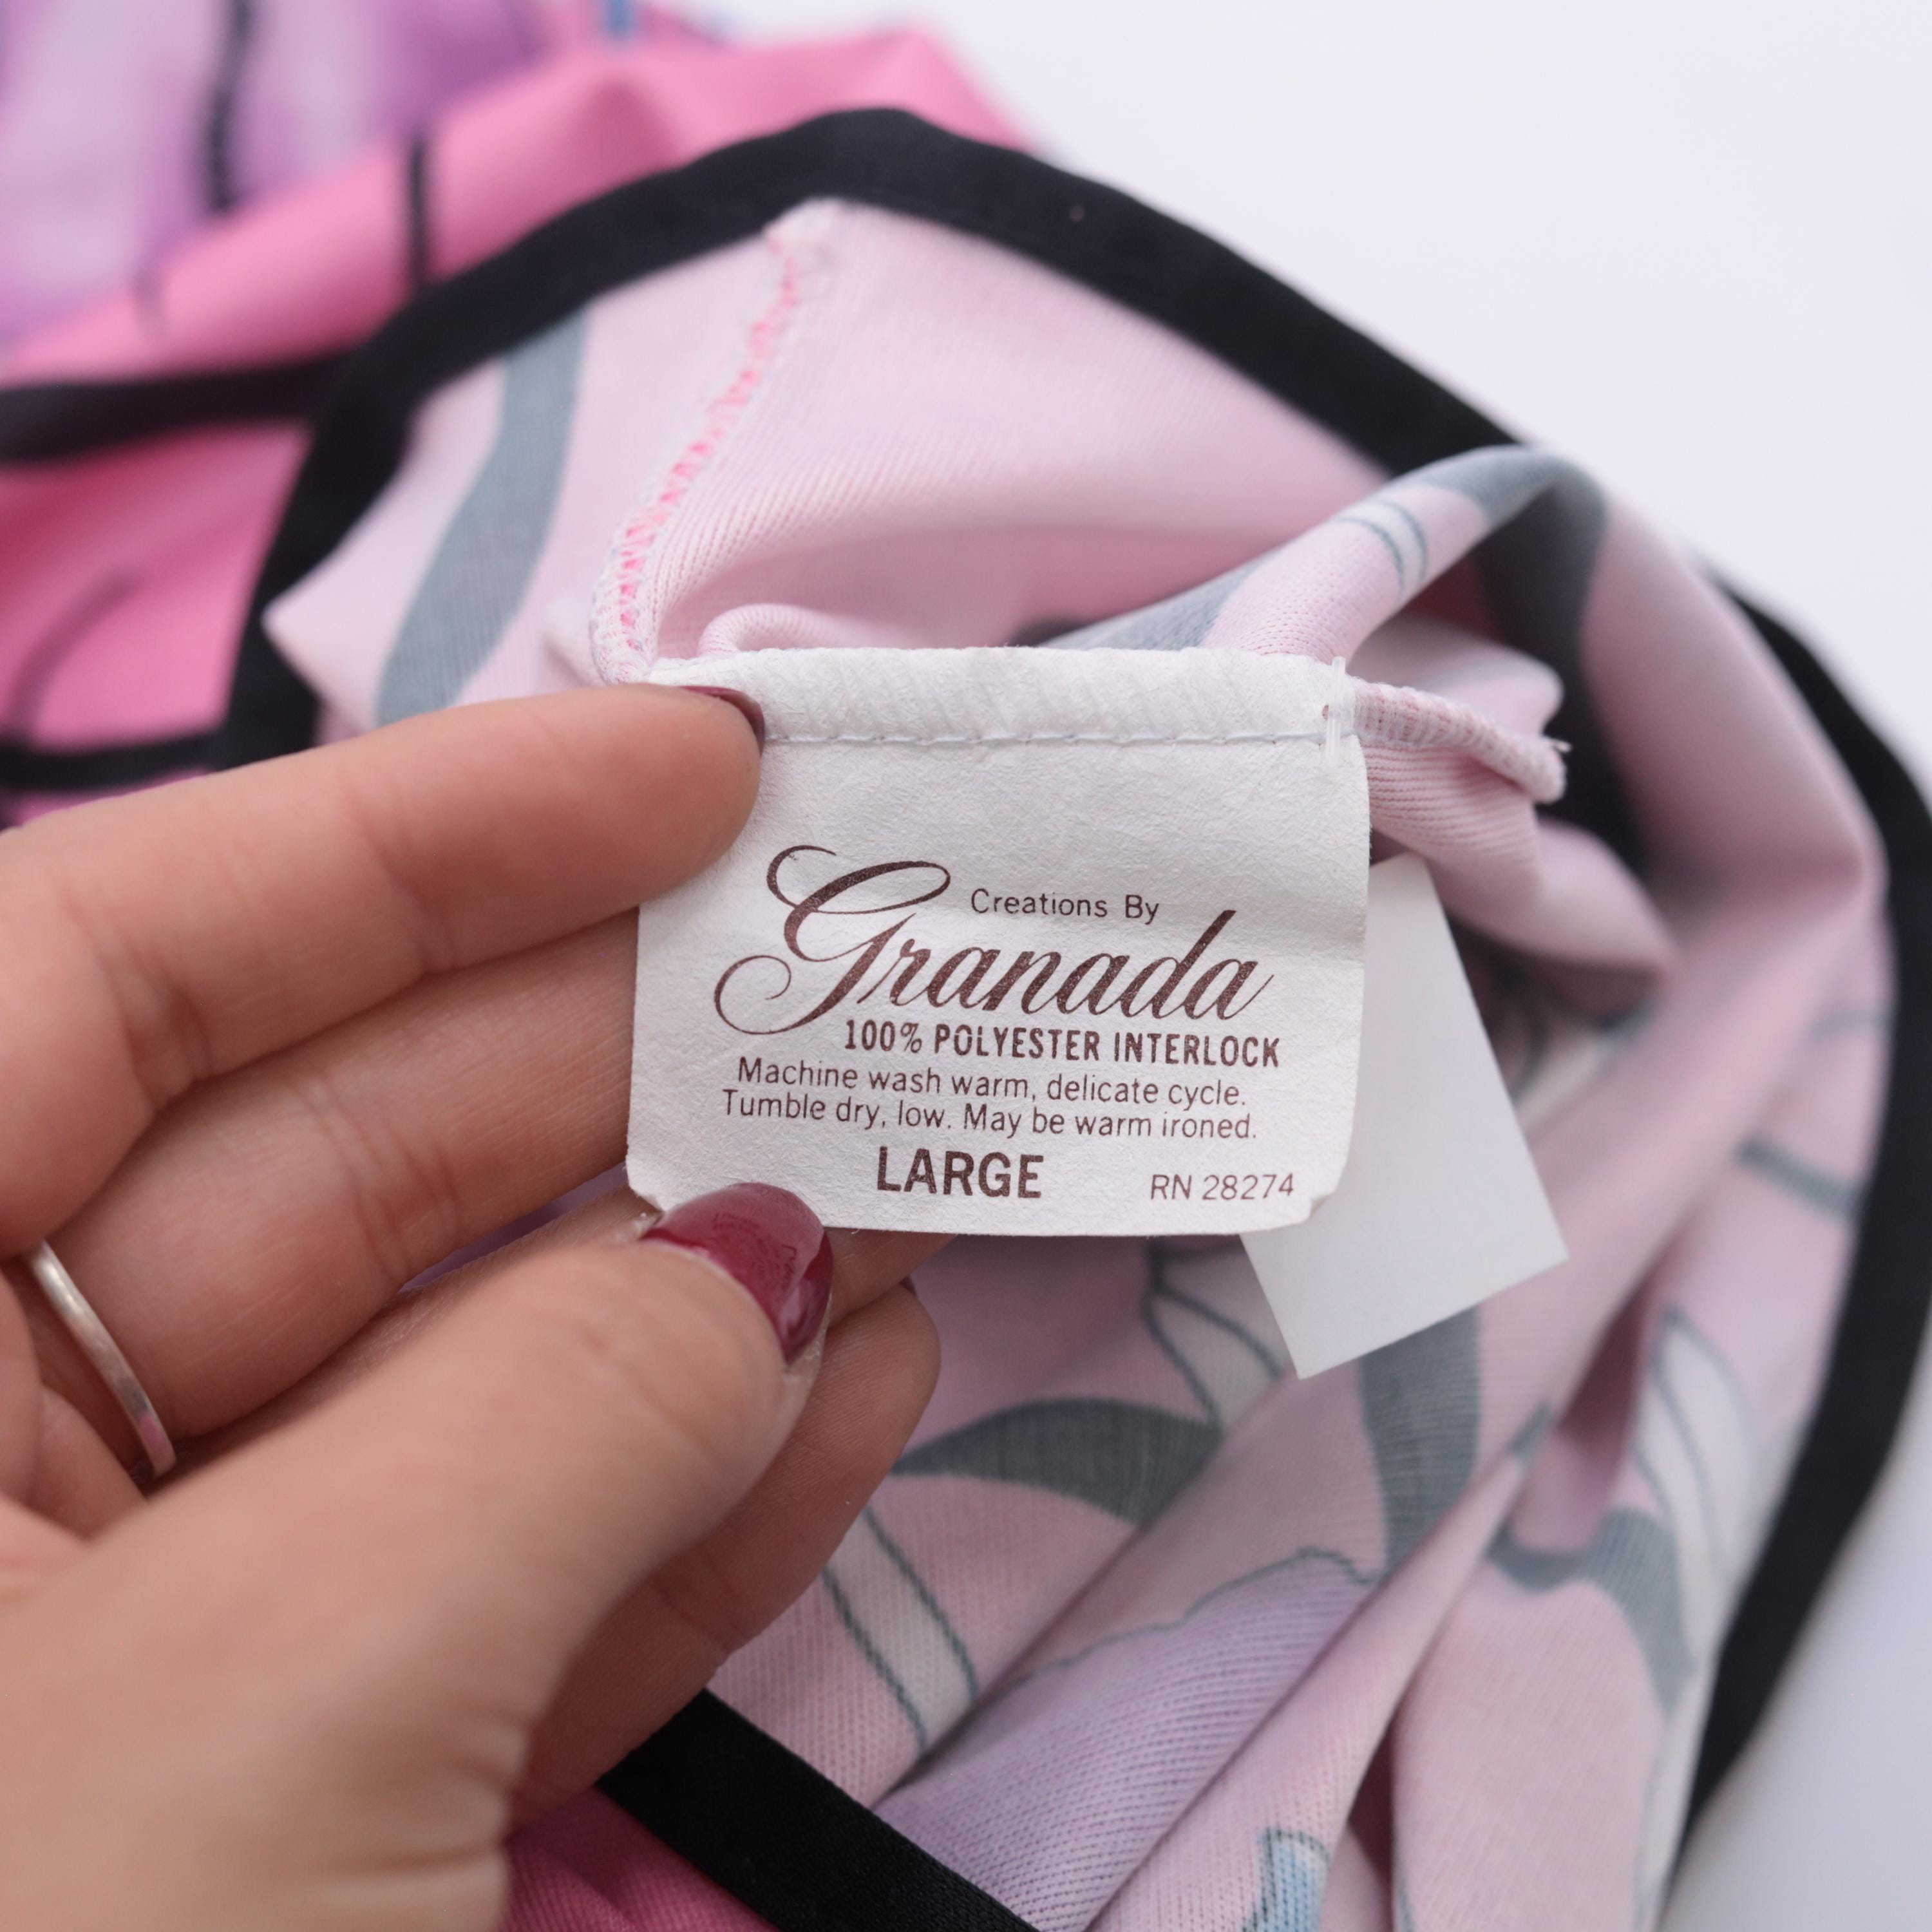 Creations By
Granada
100% POLYESTER INTERLOCK
Machine wash warm, delicate cycle.
Tumble dry, low. May be warm ironed.
LARGE RN 28274